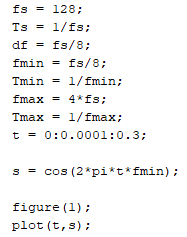 fs = 128;
Ts = 1/fs;
df = fs/8;
fmin = fs/8;
Tmin = 1/fmin;
fmax = 4*fs;
Tmax = 1/fmax;
t = 0:0.0001:0.3;
s = cos(2*pi*t*fmin);
figure(1);
plot(t,s);